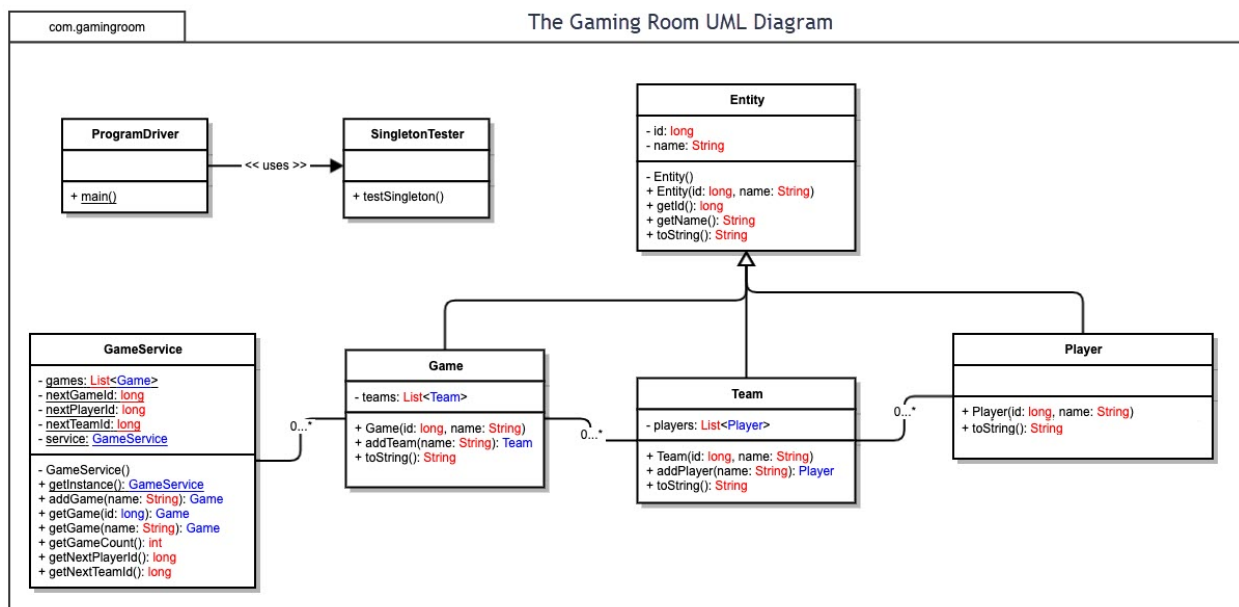 com.gamingroom
The Gaming Room UML Diagram
ProgramDriver
+ main()
<< uses >>
SingletonTester
+ testSingleton()
Entity
- id: long
- name: String
- Entity()
+ Entity(id: long, name: String)
+ getId(): long
+ getName(): String
+ toString(): String
GameService
- games: List<Game>
- nextGameId: long
- nextPlayerId: long
- nextTeamId: long
- service: GameService
- GameService()
+ getInstance(): GameService
+ addGame(name: String): Game
+ getGame(id: long): Game
+ getGame(name: String): Game
+ getGameCount(): int
+ getNextPlayerId(): long
+ getNextTeamId(): long
0...*
Game
- teams: List<Team>
+ Game(id: long, name: String)
+ addTeam(name: String): Team
+ toString(): String
0...*
Team
- players: List<Player>
+ Team(id: long, name: String)
+ addPlayer(name: String): Player
+ toString(): String
0...*
Player
+ Player(id: long, name: String)
+ toString(): String